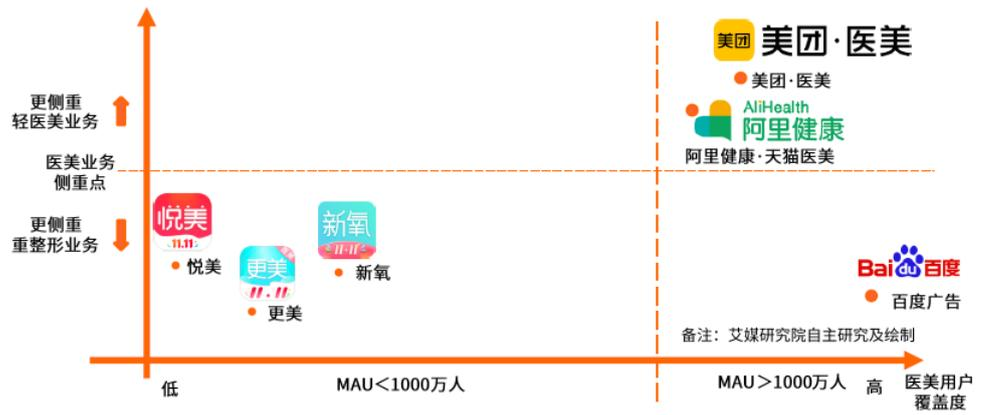 美团
美团·医美
美团·医美
更侧重
轻医美业务
AliHealth
阿里健康
阿里健康·天猫医美
医美业务
侧重点
更侧重
重整形业务
悦美
11.11
悦美
更美
11.11
更美
新氧
11.11
新氧
Bai du 百度
百度广告
备注：艾媒研究院自主研究及绘制
低
MAU<1000万人
MAU>1000万人
高
医美用户
覆盖度